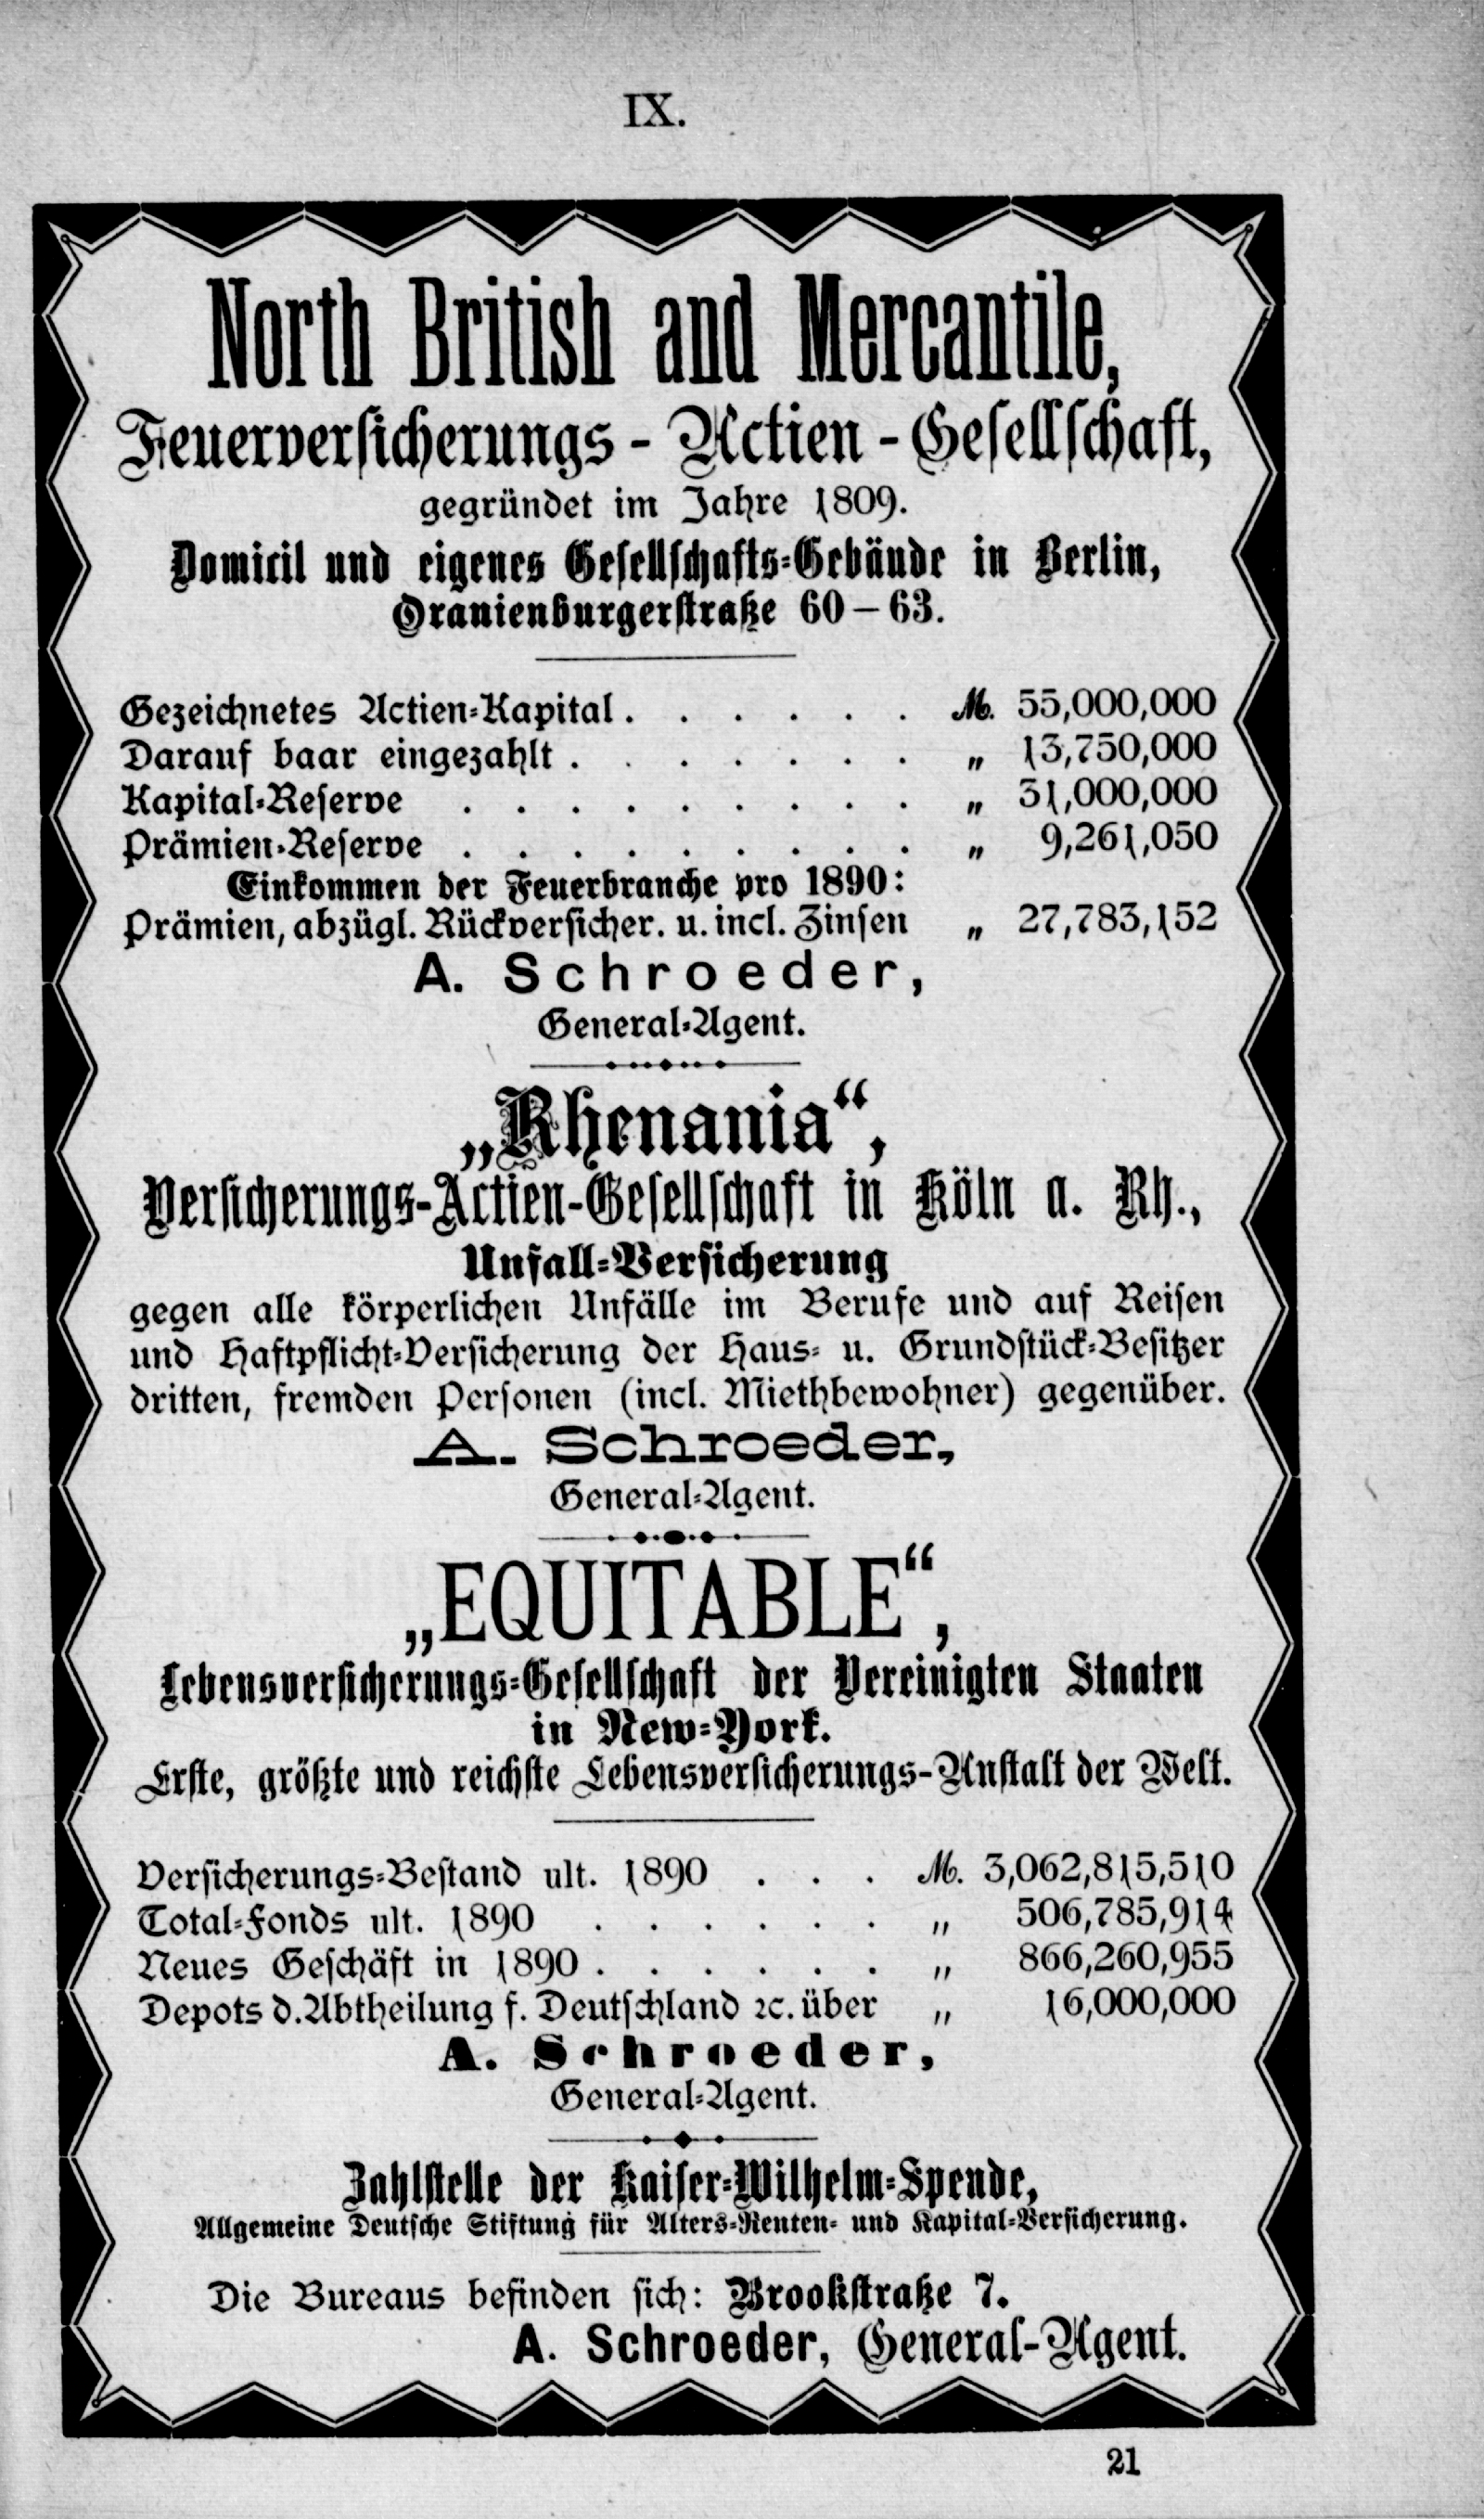 IX.
North British and Mercantile,
Feuerversicherungs-Actien-Gesellschaft,
gegründet im Jahre 1809.
Domicil und eigenes Gesellschafts-Gebäude in Berlin,
Oranienburgerstraße 60–63.
Gezeichnetes Actien-Kapital . . . . . . M. 55,000,000
Darauf baar eingezahlt . . . . . . . „ 13,750,000
Kapital-Reserve . . . . . . . . . „ 31,000,000
Prämien-Reserve . . . . . . . . . „ 9,261,050
Einkommen der Feuerbranche pro 1890:
Prämien, abzügl. Rückversicher. u. incl. Zinsen „ 27,783,152
A. Schroeder,
General-Agent.
„Rhenania“,
Versicherungs-Actien-Gesellschaft in Köln a. Rh.,
Unfall-Versicherung
gegen alle körperlichen Unfälle im Berufe und auf Reisen
und Haftpflicht-Versicherung der Haus- u. Grundstück-Besitzer
dritten, fremden Personen (incl. Miethbewohner) gegenüber.
A. Schroeder,
General-Agent.
„EQUITABLE“,
Lebensversicherungs-Gesellschaft der Vereinigten Staaten
in New-York.
Erste, größte und reichste Lebensversicherungs-Anstalt der Welt.
Versicherungs-Bestand ult. 1890 . . . M. 3,062,815,510
Total-Fonds ult. 1890 . . . . . . „ 506,785,914
Neues Geschäft in 1890 . . . . . . „ 866,260,955
Depots d. Abtheilung f. Deutschland ꝛc. über „ 16,000,000
A. Schroeder,
General-Agent.
Zahlstelle der Kaiser-Wilhelm-Spende,
Allgemeine Deutsche Stiftung für Alters-Renten- und Kapital-Versicherung.
Die Bureaus befinden sich: Brookstraße 7.
A. Schroeder, General-Agent.
21